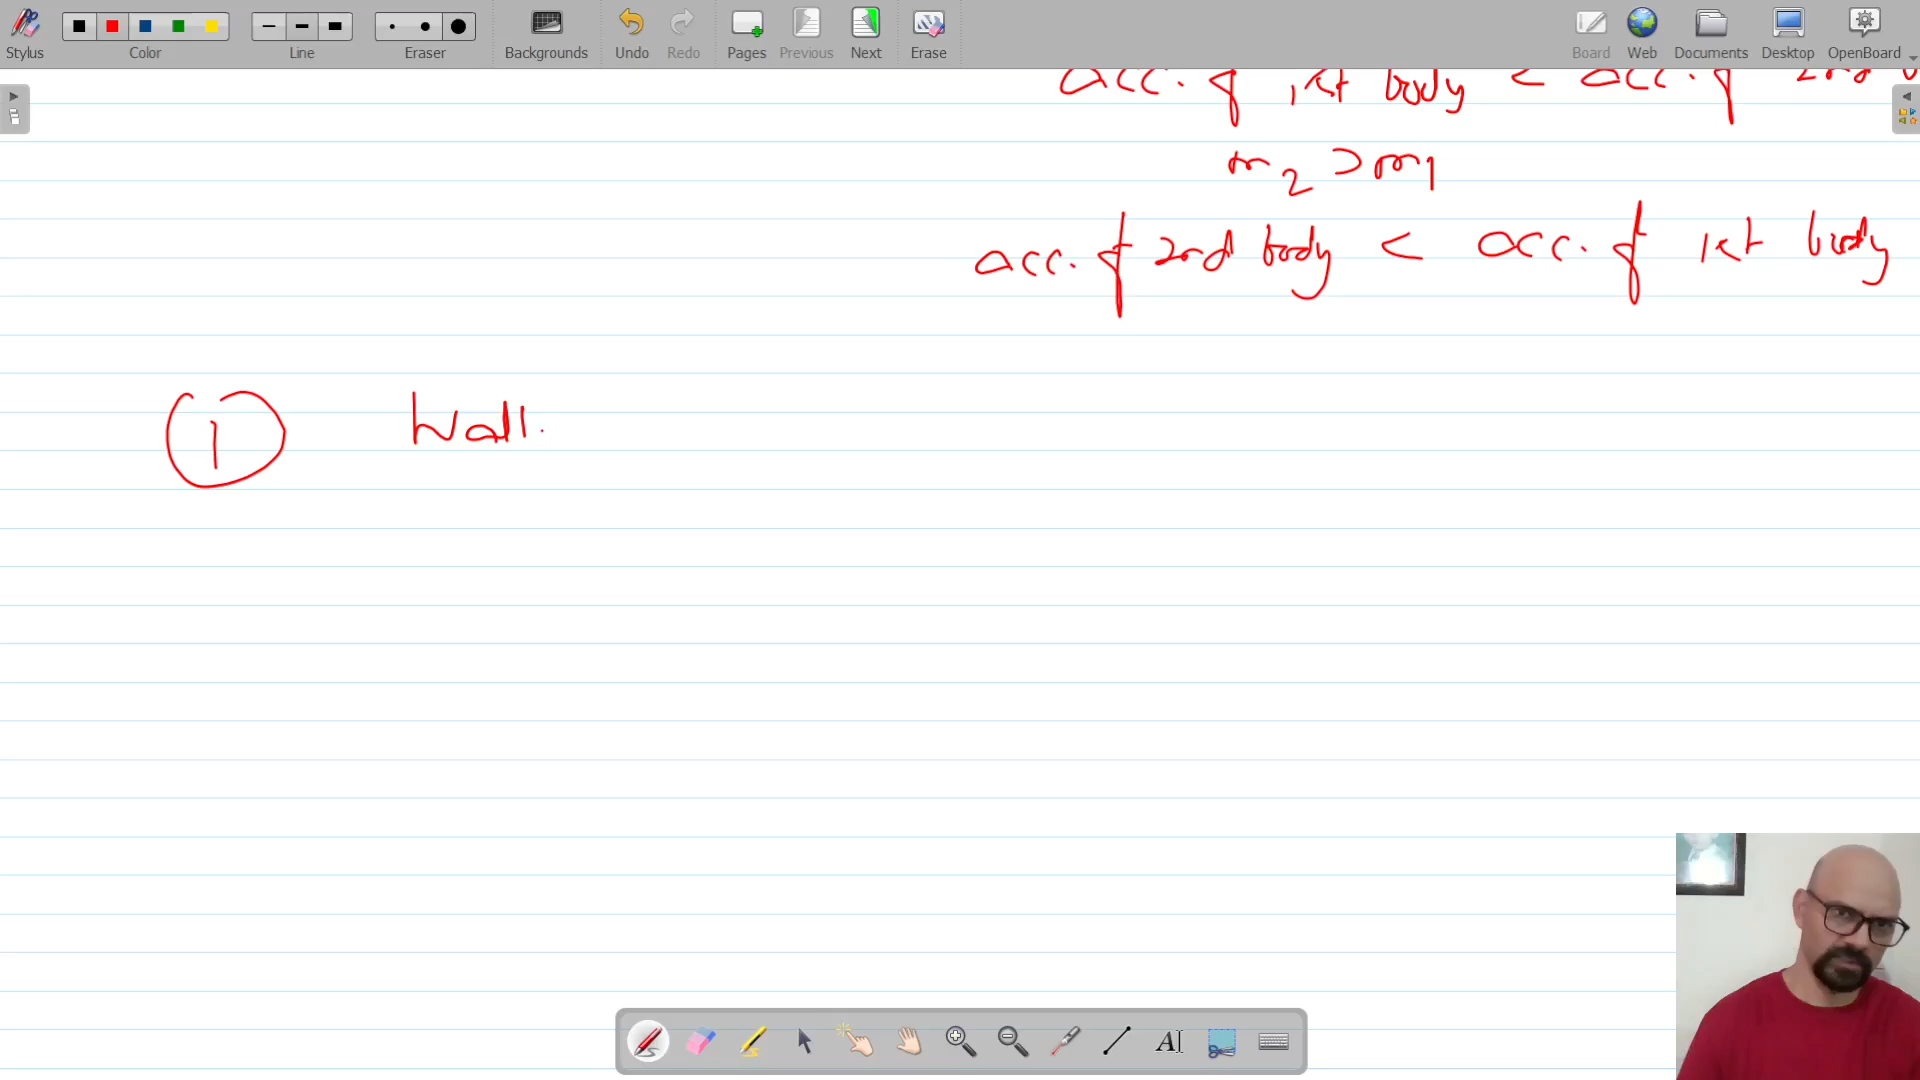 Stylus Color Line Eraser Backgrounds Undo Redo Pages Previous Next Erase Board Web Documents Desktop OpenBoard
acc. of 1st body < acc. of 2nd
m2 > m1
acc. of 2nd body < acc. of 1st body
1 Wall.